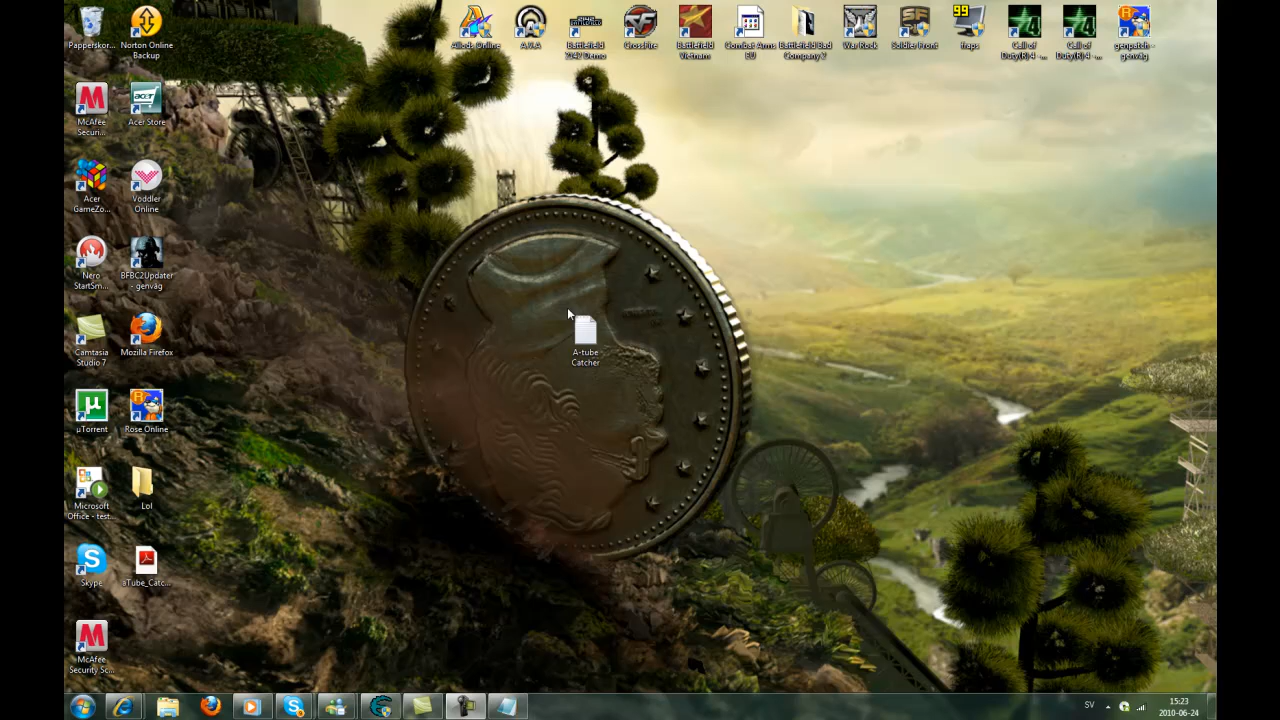 Papperskor...
Norton Online
Backup
Allods Online
A.V.A
Battlefield
2142 Demo
CrossFire
Battlefield
Vietnam
Combat Arms
EU
Battlefield Bad
Company 2
War Rock
Soldier Front
99
fraps
Call of
Duty(R) 4 -...
Call of
Duty(R) 4 -...
genpatch -
genväg
McAfee
Securi...
acer
Acer Store
Acer
GameZo...
Voddler
Online
Nero
StartSm...
BFBC2Updater
- genväg
Camtasia
Studio 7
Mozilla Firefox
A-tube
Catcher
µTorrent
Rose Online
Microsoft
Office - test...
Lol
Skype
aTube_Catc...
McAfee
Security Sc...
SV
15:23
2010-06-24